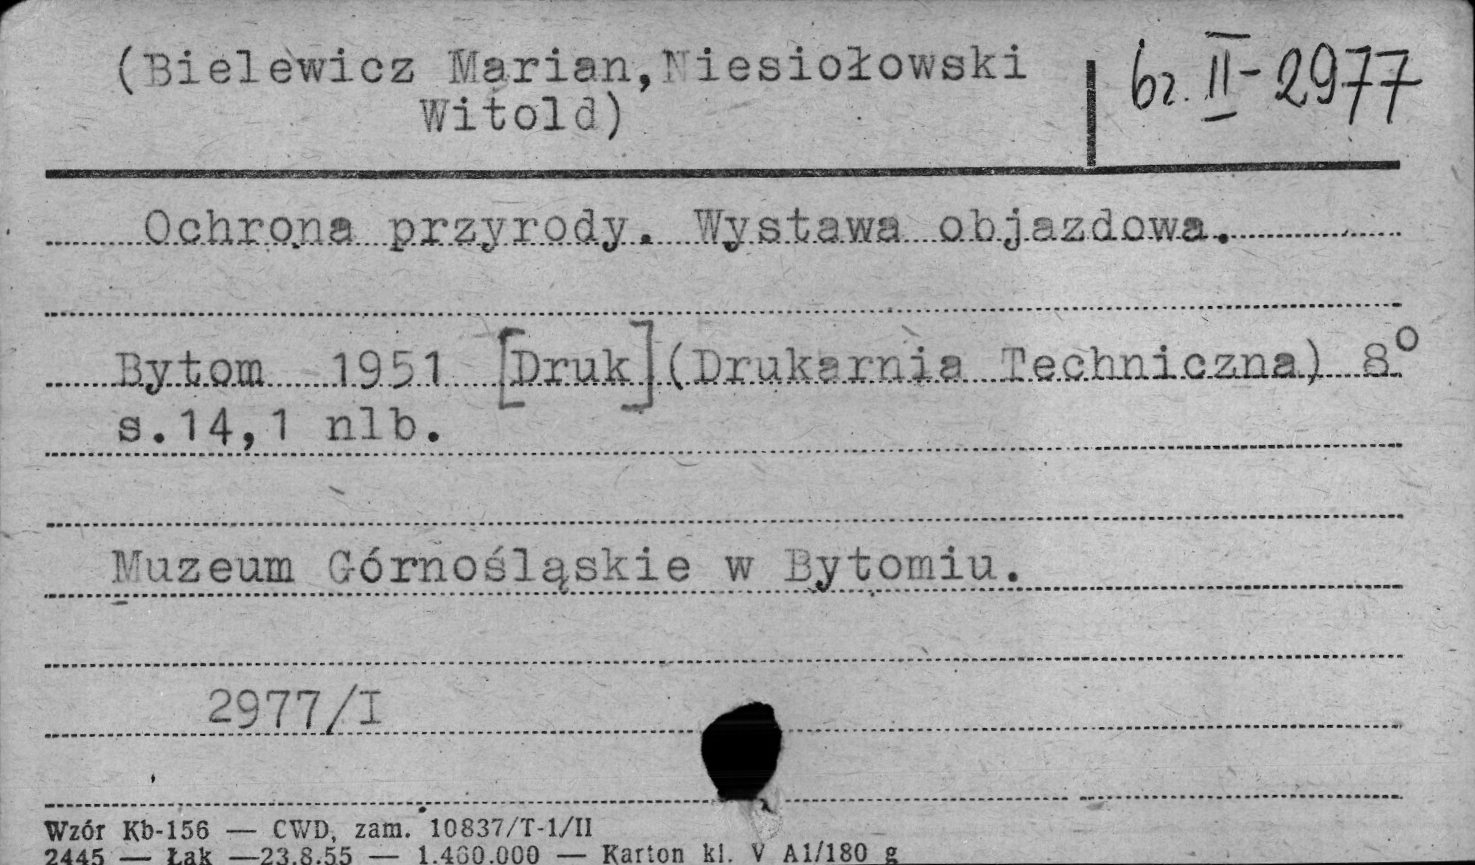 (Bielewicz Marian,Niesiołowski
Witold)
br. II-2977
Ochrona przyrody. Wystawa objazdowa.
Bytom 1951 [Druk](Drukarnia Techniczna) 8°
s.14,1 nlb.
Muzeum Górnośląskie w Bytomiu.
2977/I
Wzór Kb-156 — CWD, zam. 10837/T-1/II
2445 — Łąk —23.8.55 — 1.460.000 — Karton kl. V A1/180 g